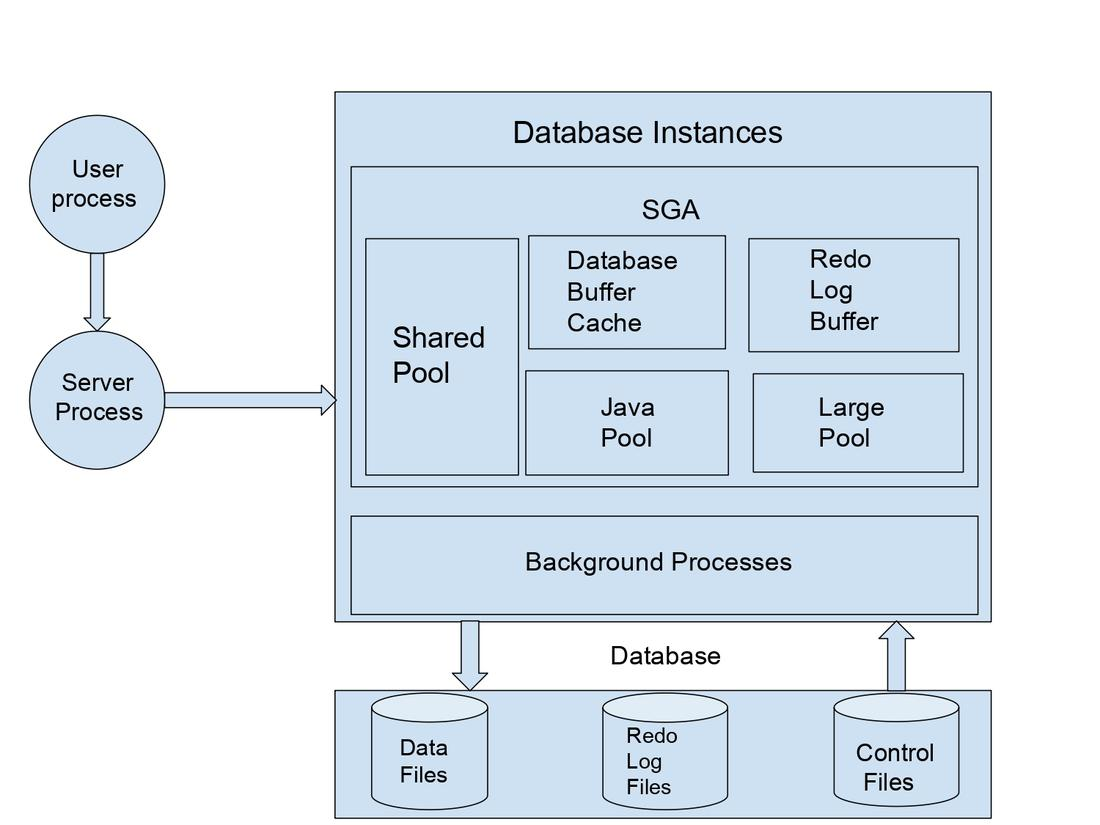 Database Instances
User
process
SGA
Shared
Pool
Database
Buffer
Cache
Redo
Log
Buffer
Server
Process
Java
Pool
Large
Pool
Background Processes
Database
Data
Files
Redo
Log
Files
Control
Files